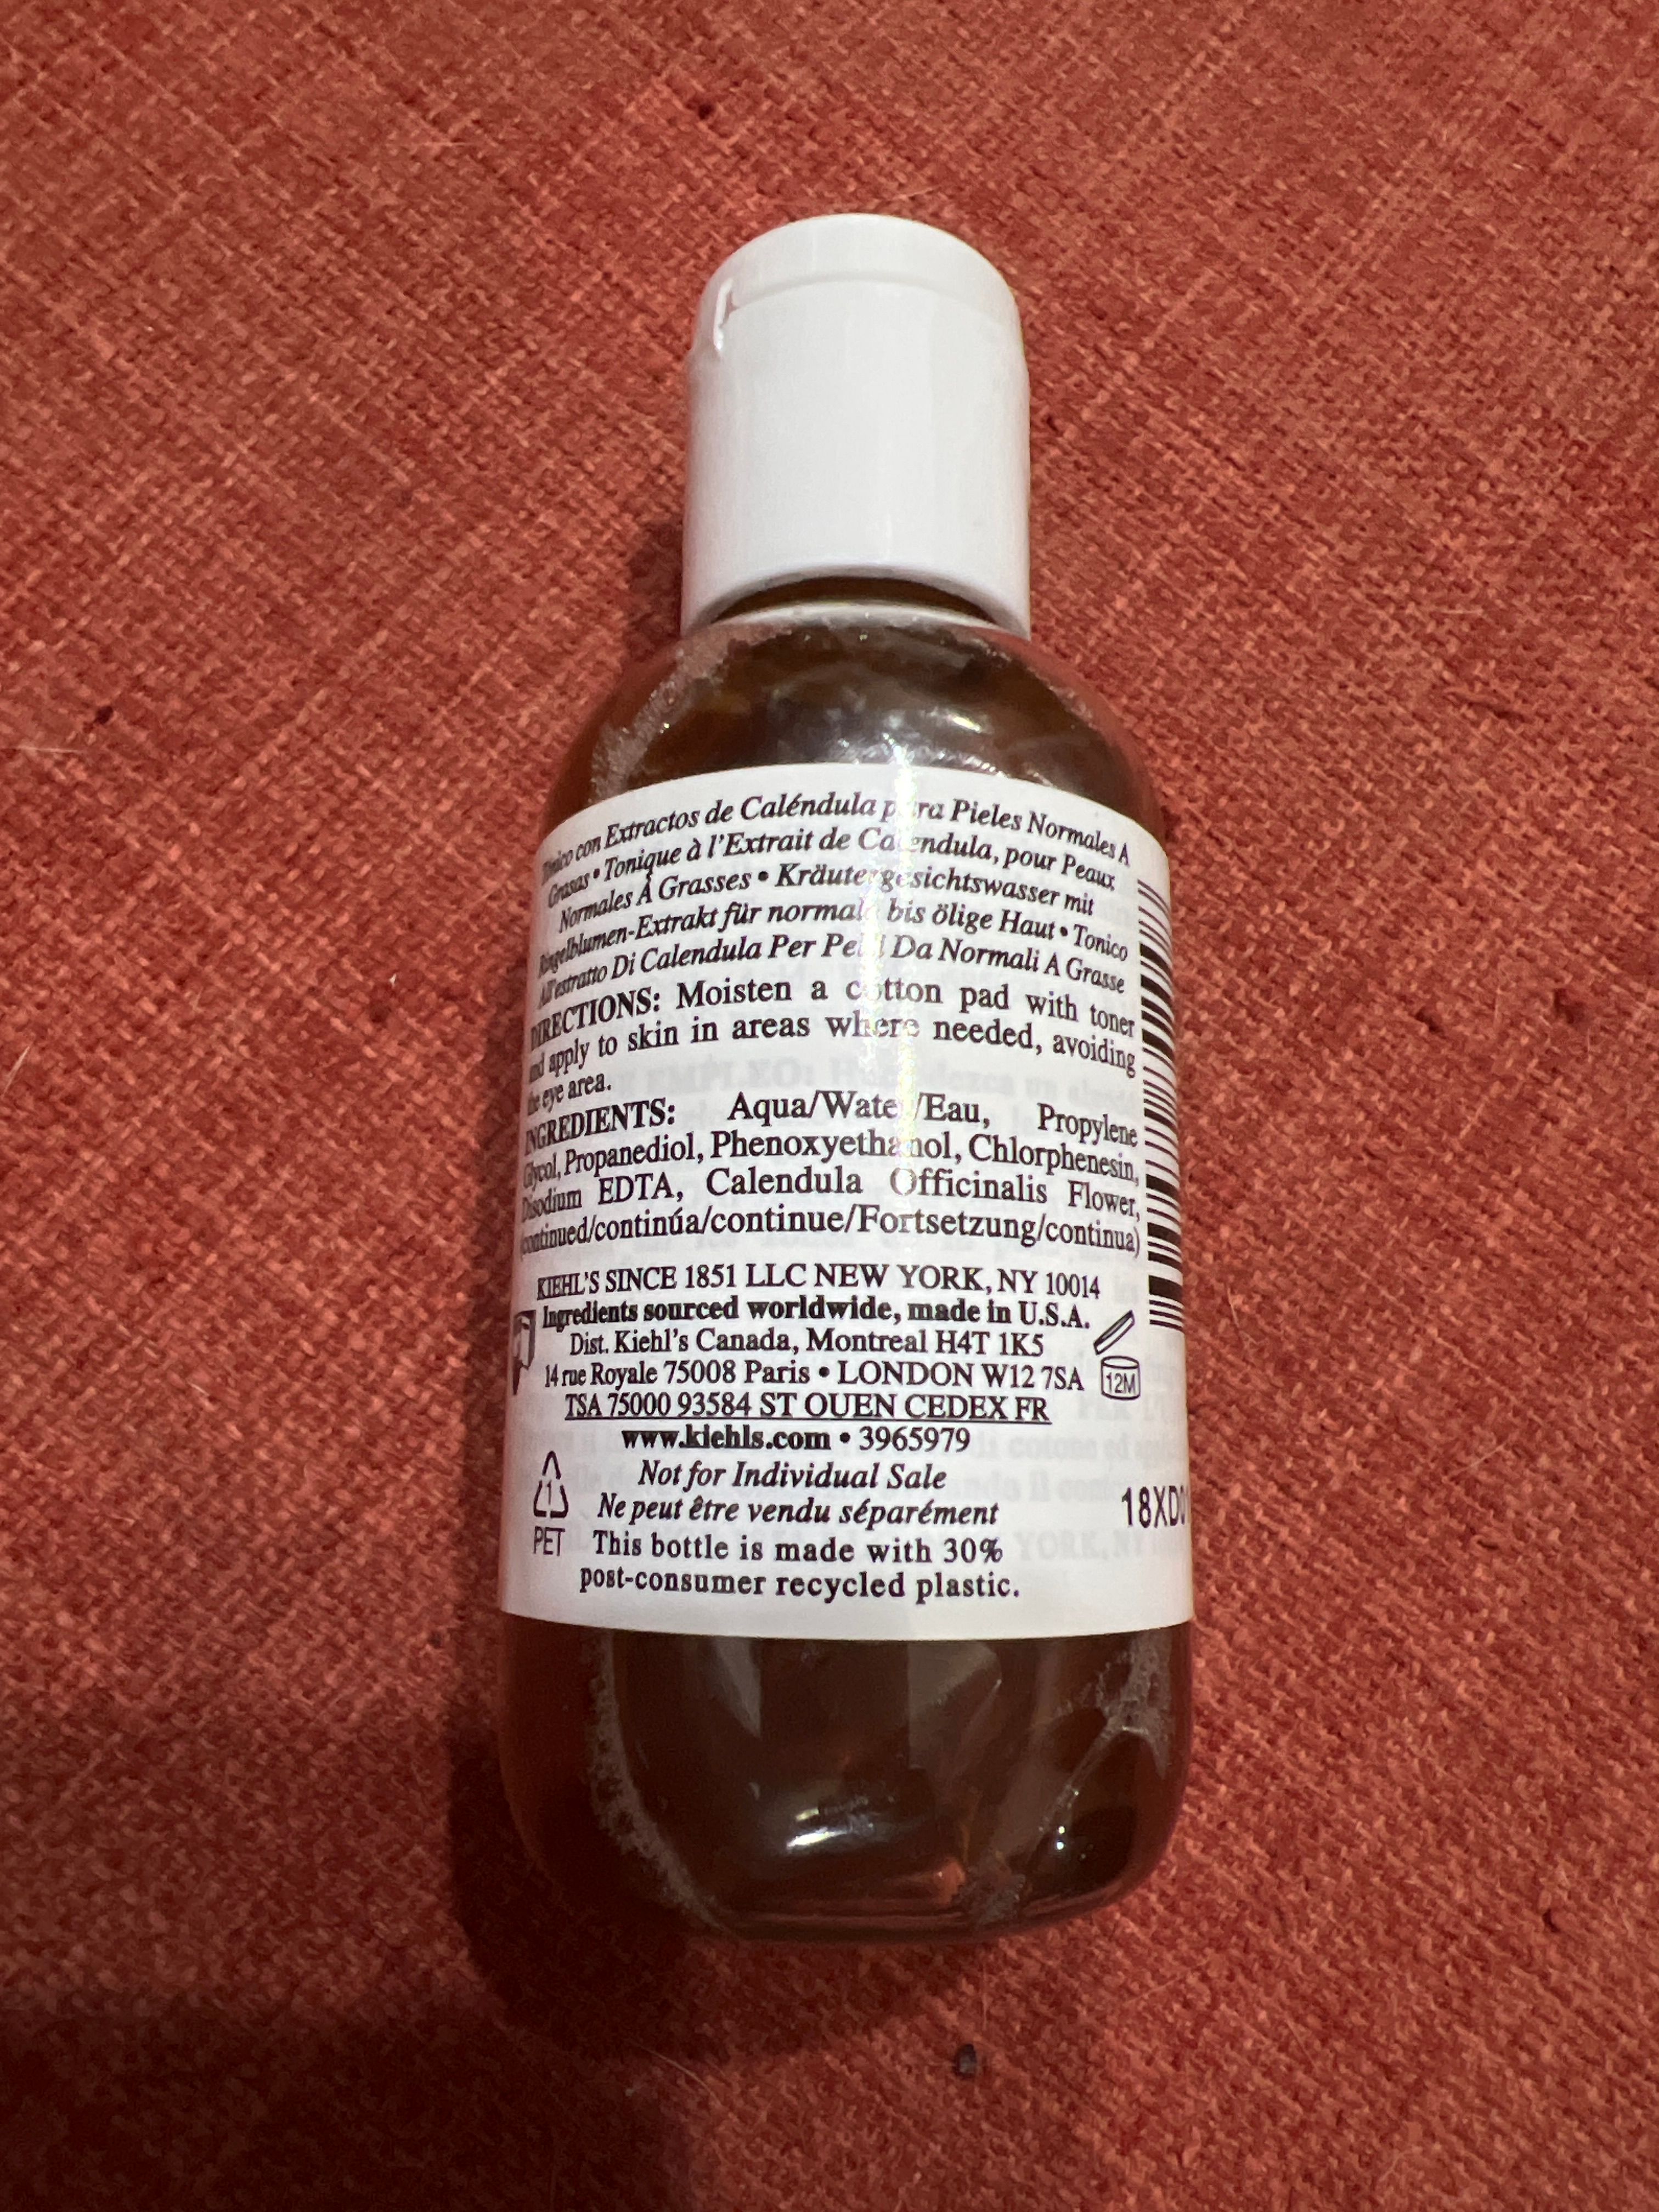 Tónico con Extractos de Caléndula para Pieles Normales A
Grasas • Tonique à l'Extrait de Calendula, pour Peaux
Normales À Grasses • Kräutergesichtswasser mit
Ringelblumen-Extrakt für normale bis ölige Haut • Tonico
All'estratto Di Calendula Per Pelli Da Normali A Grasse
DIRECTIONS: Moisten a cotton pad with toner
and apply to skin in areas where needed, avoiding
the eye area.
INGREDIENTS: Aqua/Water/Eau, Propylene
Glycol, Propanediol, Phenoxyethanol, Chlorphenesin,
Disodium EDTA, Calendula Officinalis Flower,
(continued/continúa/continue/Fortsetzung/continua)
KIEHL'S SINCE 1851 LLC NEW YORK, NY 10014
Ingredients sourced worldwide, made in U.S.A.
Dist. Kiehl's Canada, Montreal H4T 1K5
14 rue Royale 75008 Paris • LONDON W12 7SA
12M
TSA 75000 93584 ST OUEN CEDEX FR
www.kiehls.com • 3965979
Not for Individual Sale
Ne peut être vendu séparément
18XD
1
PET
This bottle is made with 30%
post-consumer recycled plastic.